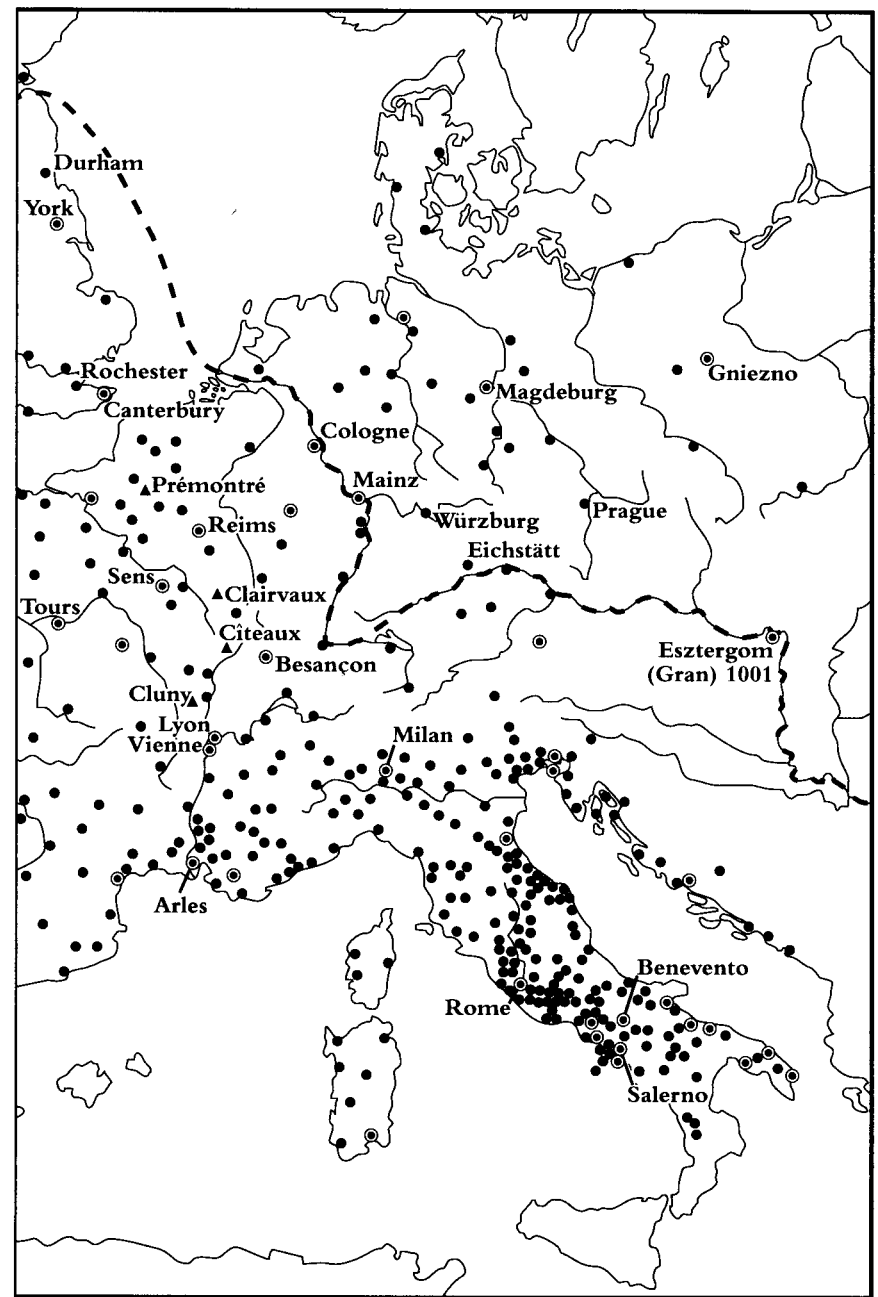 Durham
York
Rochester
Canterbury
Gniezno
Magdeburg
Cologne
Prémontré
Mainz
Reims
Würzburg
Prague
Eichstätt
Sens
Clairvaux
Tours
Cîteaux
Besançon
Esztergom
(Gran) 1001
Cluny
Lyon
Vienne
Milan
Arles
Benevento
Rome
Salerno